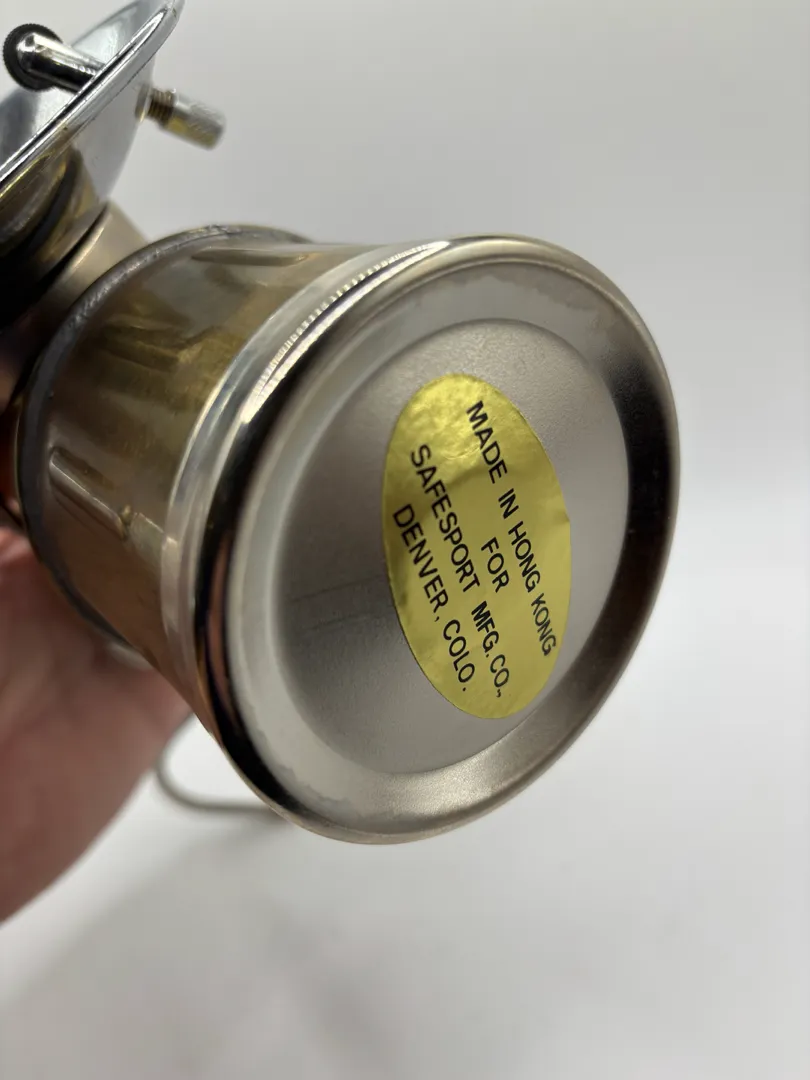 MADE IN HONG KONG
FOR
SAFESPORT MFG. CO.,
DENVER, COLO.